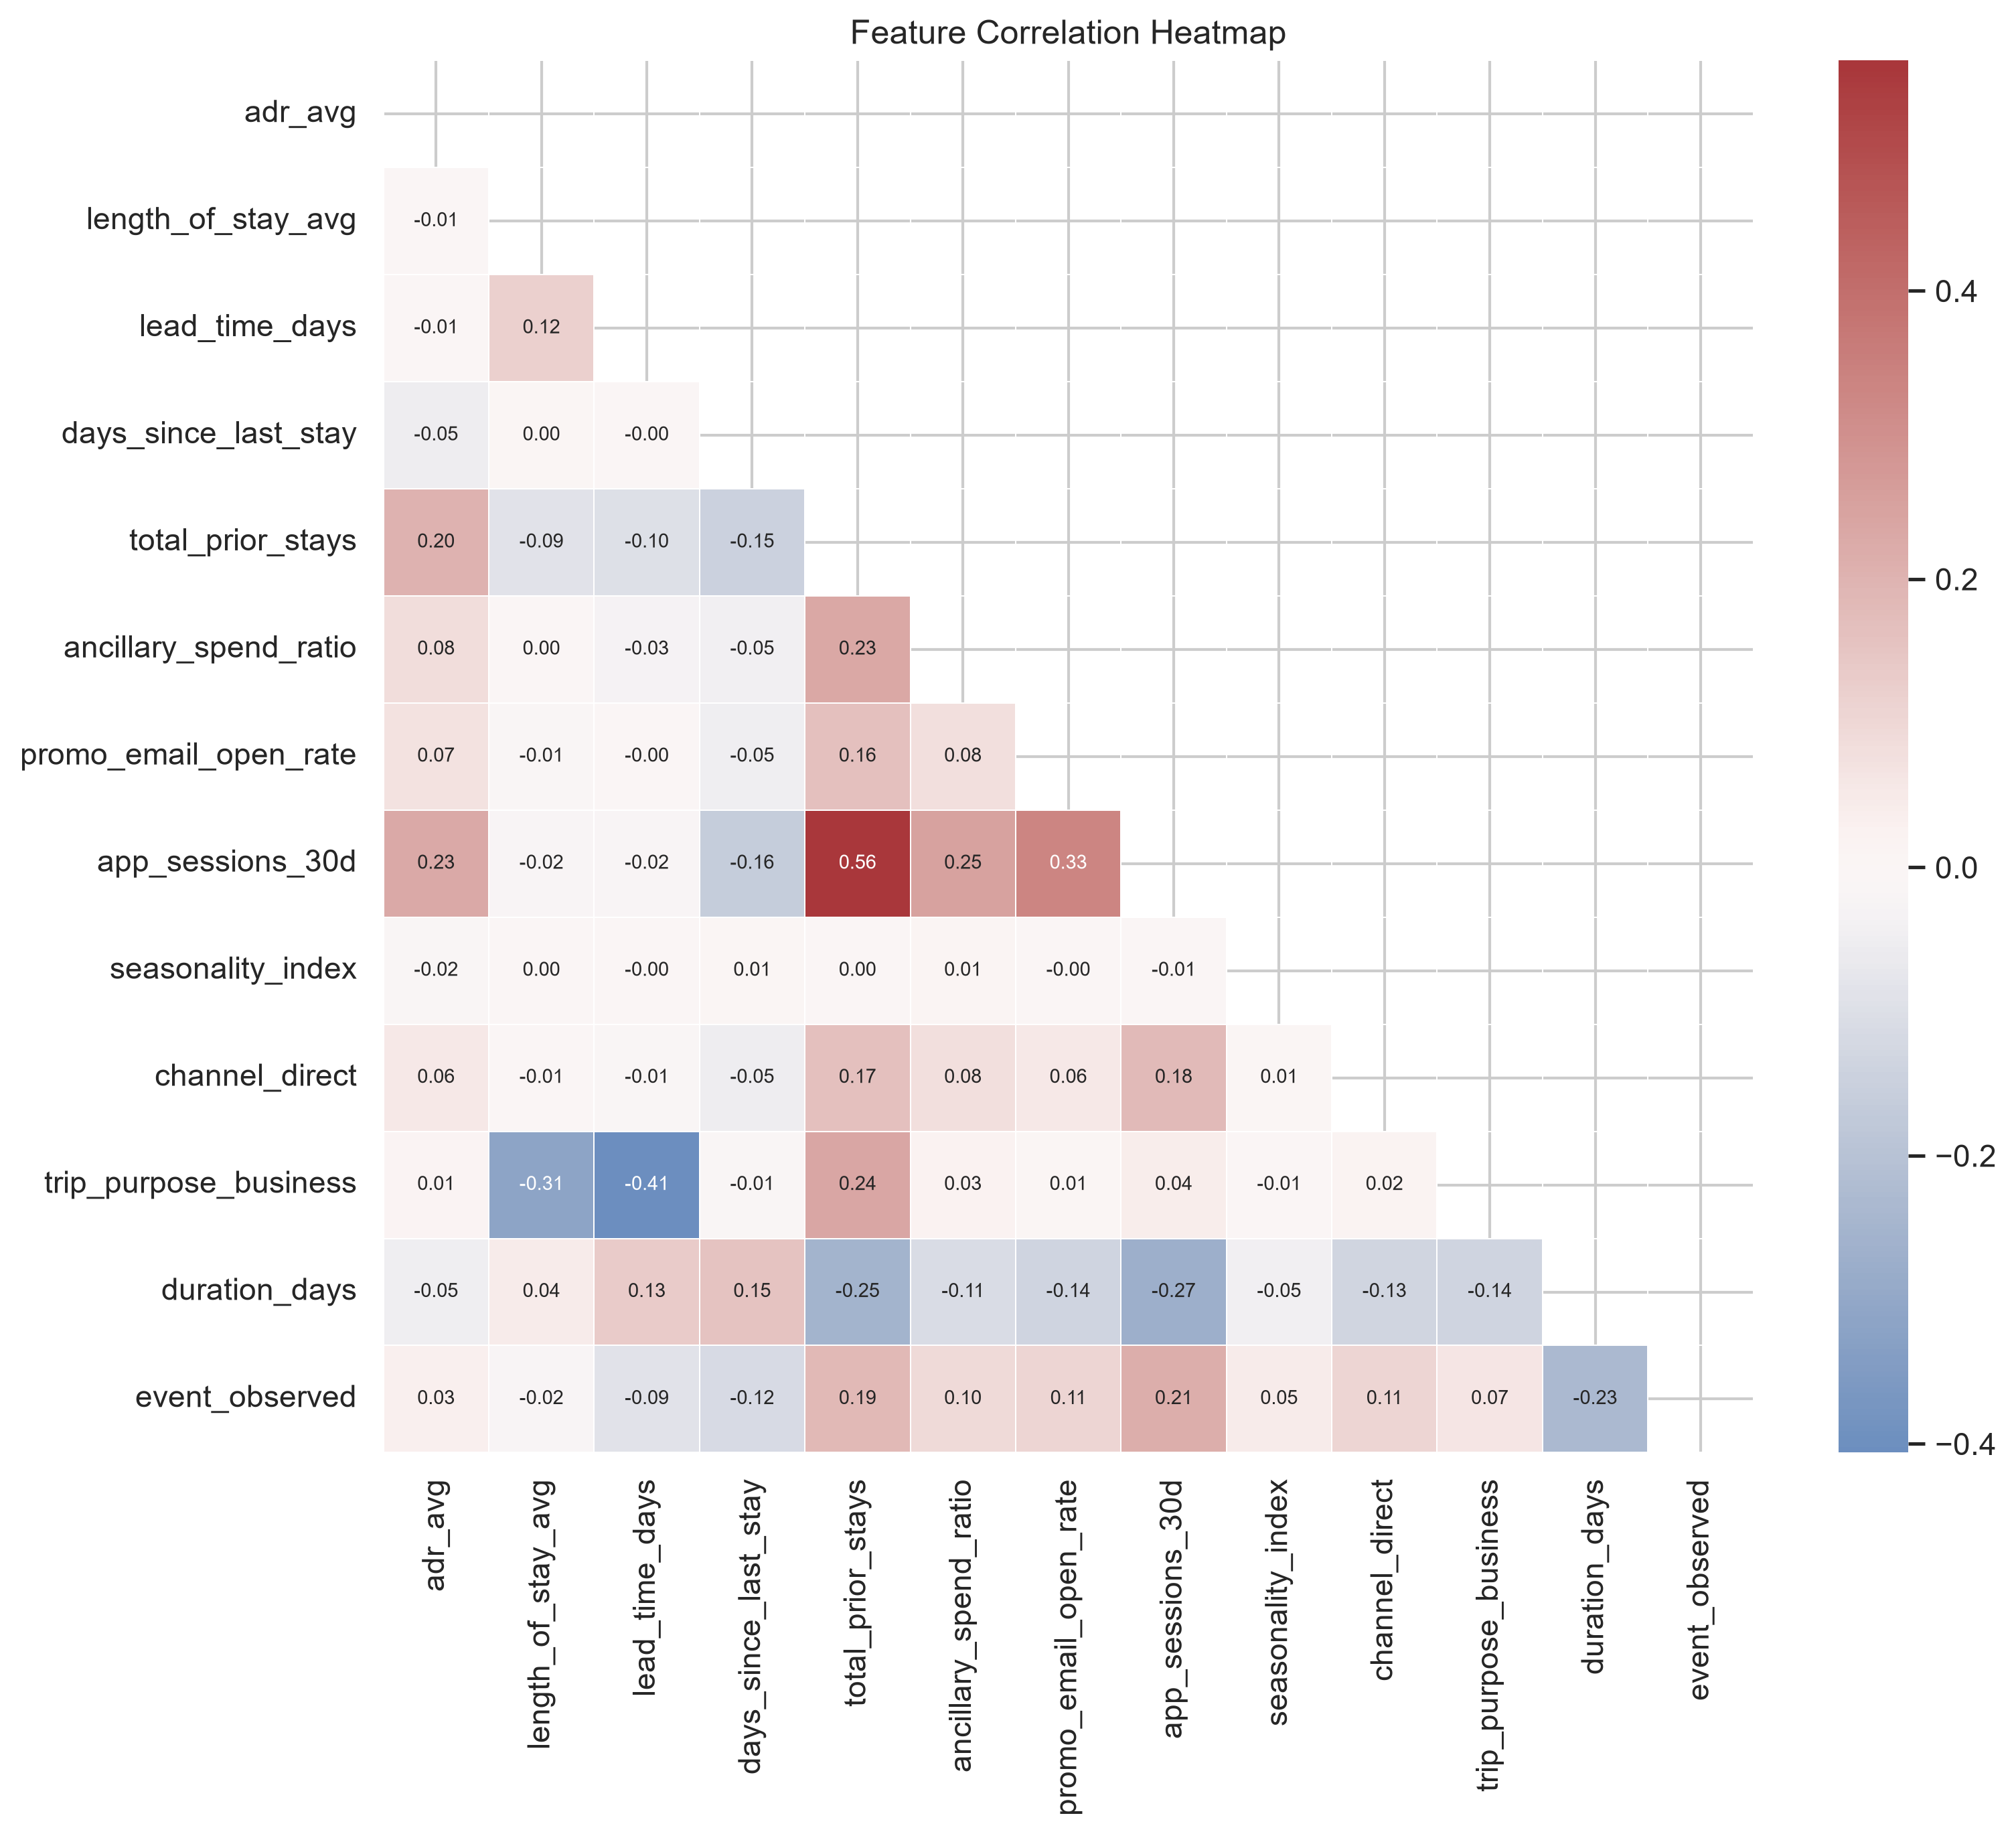 Feature Correlation Heatmap
adr_avg
length_of_stay_avg -0.01
lead_time_days -0.01 0.12
days_since_last_stay -0.05 0.00 -0.00
total_prior_stays 0.20 -0.09 -0.10 -0.15
ancillary_spend_ratio 0.08 0.00 -0.03 -0.05 0.23
promo_email_open_rate 0.07 -0.01 -0.00 -0.05 0.16 0.08
app_sessions_30d 0.23 -0.02 -0.02 -0.16 0.56 0.25 0.33
seasonality_index -0.02 0.00 -0.00 0.01 0.00 0.01 -0.00 -0.01
channel_direct 0.06 -0.01 -0.01 -0.05 0.17 0.08 0.06 0.18 0.01
trip_purpose_business 0.01 -0.31 -0.41 -0.01 0.24 0.03 0.01 0.04 -0.01 0.02
duration_days -0.05 0.04 0.13 0.15 -0.25 -0.11 -0.14 -0.27 -0.05 -0.13 -0.14
event_observed 0.03 -0.02 -0.09 -0.12 0.19 0.10 0.11 0.21 0.05 0.11 0.07 -0.23
adr_avg
length_of_stay_avg
lead_time_days
days_since_last_stay
total_prior_stays
ancillary_spend_ratio
promo_email_open_rate
app_sessions_30d
seasonality_index
channel_direct
trip_purpose_business
duration_days
event_observed
0.4
0.2
0.0
−0.2
−0.4